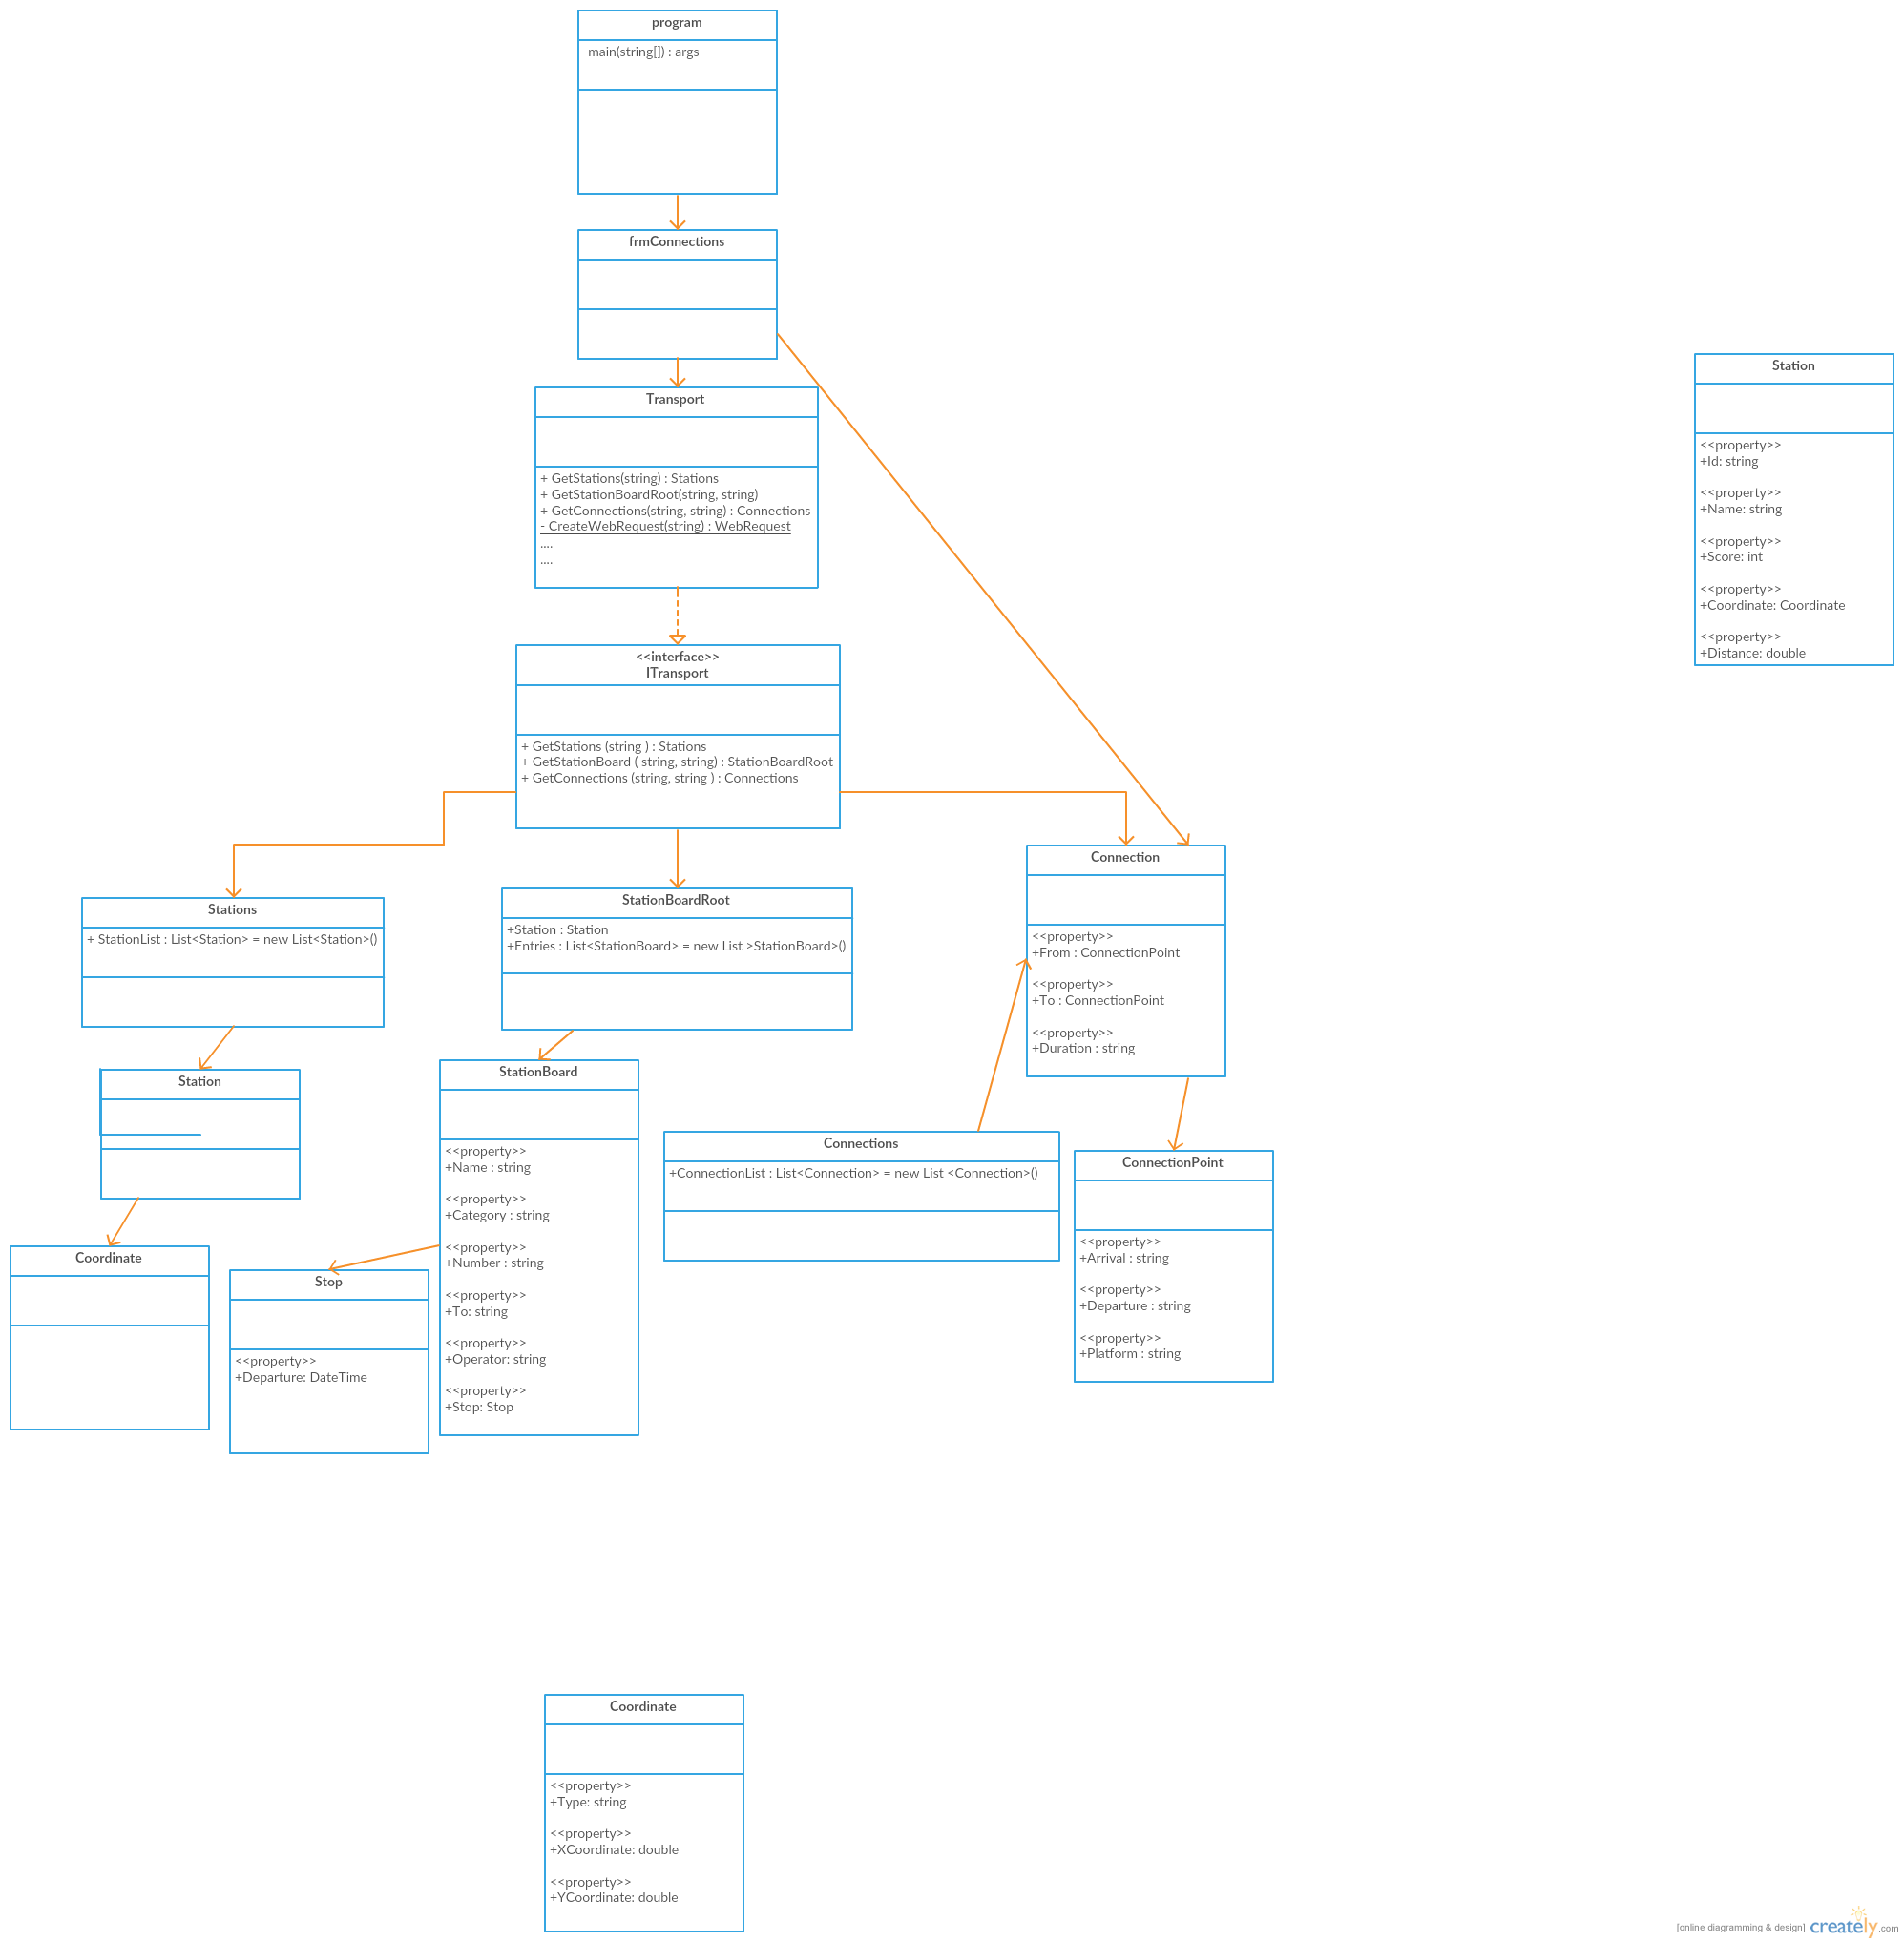 program
-main(string[]) : args
frmConnections
Transport
+ GetStations(string) : Stations
+ GetStationBoardRoot(string, string)
+ GetConnections(string, string) : Connections
- CreateWebRequest(string) : WebRequest
....
....
Station
<<property>>
+Id: string
<<property>>
+Name: string
<<property>>
+Score: int
<<property>>
+Coordinate: Coordinate
<<property>>
+Distance: double
<<interface>>
ITransport
+ GetStations (string ) : Stations
+ GetStationBoard ( string, string) : StationBoardRoot
+ GetConnections (string, string ) : Connections
Stations
+ StationList : List<Station> = new List<Station>()
StationBoardRoot
+Station : Station
+Entries : List<StationBoard> = new List >StationBoard>()
Connection
<<property>>
+From : ConnectionPoint
<<property>>
+To : ConnectionPoint
<<property>>
+Duration : string
Station
StationBoard
<<property>>
+Name : string
<<property>>
+Category : string
<<property>>
+Number : string
<<property>>
+To: string
<<property>>
+Operator: string
<<property>>
+Stop: Stop
Connections
+ConnectionList : List<Connection> = new List <Connection>()
ConnectionPoint
<<property>>
+Arrival : string
<<property>>
+Departure : string
<<property>>
+Platform : string
Coordinate
Stop
<<property>>
+Departure: DateTime
Coordinate
<<property>>
+Type: string
<<property>>
+XCoordinate: double
<<property>>
+YCoordinate: double
[online diagramming & design] creately.com